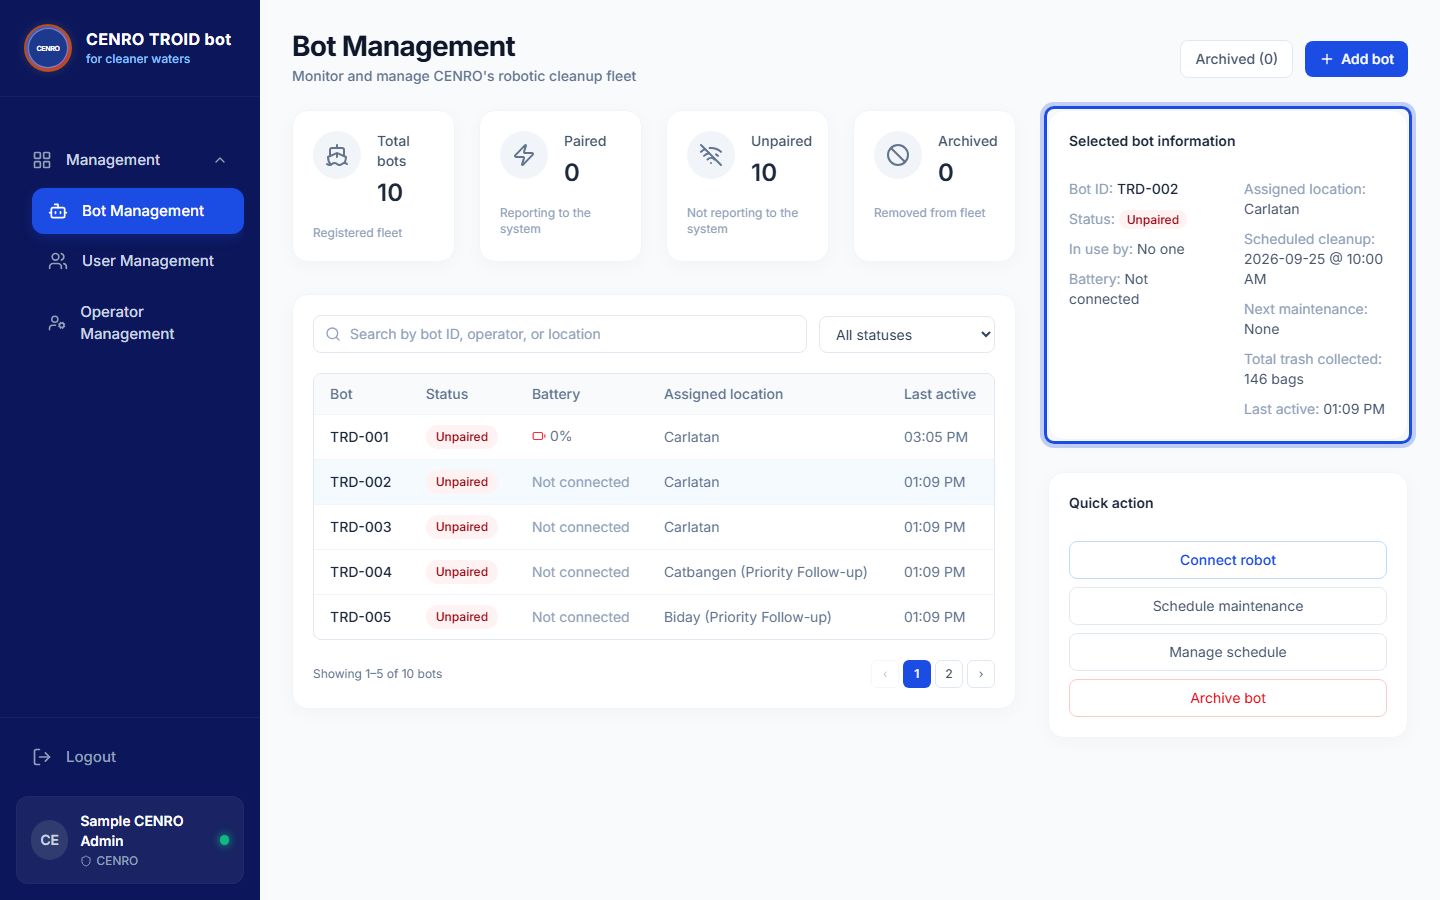 CENRO
CENRO TROID bot
for cleaner waters
Management
Bot Management
User Management
Operator
Management
Logout
CE
Sample CENRO
Admin
CENRO
Bot Management
Monitor and manage CENRO's robotic cleanup fleet
Archived (0)
+ Add bot
Total
bots
10
Registered fleet
Paired
0
Reporting to the
system
Unpaired
10
Not reporting to the
system
Archived
0
Removed from fleet
Search by bot ID, operator, or location
All statuses
Bot Status Battery Assigned location Last active
TRD-001 Unpaired 0% Carlatan 03:05 PM
TRD-002 Unpaired Not connected Carlatan 01:09 PM
TRD-003 Unpaired Not connected Carlatan 01:09 PM
TRD-004 Unpaired Not connected Catbangen (Priority Follow-up) 01:09 PM
TRD-005 Unpaired Not connected Biday (Priority Follow-up) 01:09 PM
Showing 1–5 of 10 bots
‹ 1 2 ›
Selected bot information
Bot ID: TRD-002
Status: Unpaired
In use by: No one
Battery: Not
connected
Assigned location:
Carlatan
Scheduled cleanup:
2026-09-25 @ 10:00
AM
Next maintenance:
None
Total trash collected:
146 bags
Last active: 01:09 PM
Quick action
Connect robot
Schedule maintenance
Manage schedule
Archive bot